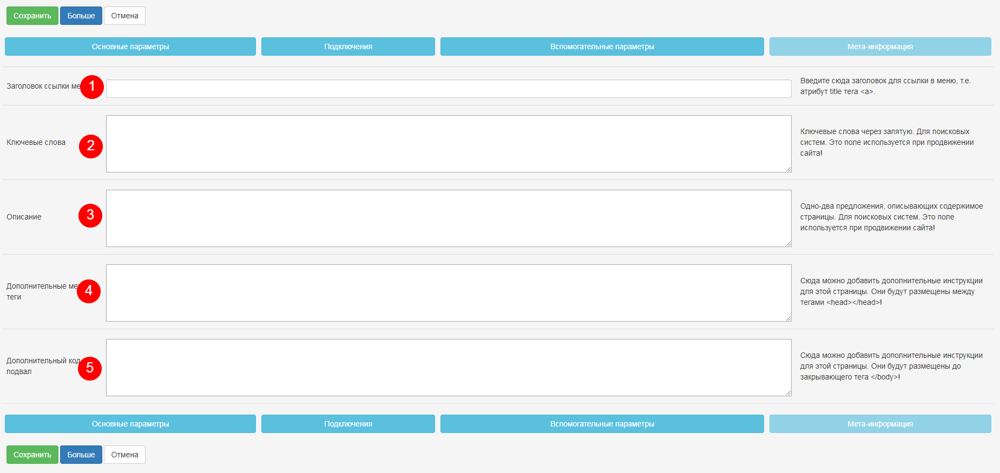 Сохранить Больше Отмена
Основные параметры Подключения Вспомогательные параметры Мета-информация
Заголовок ссылки ме 1 Введите сюда заголовок для ссылки в меню, т.е.
атрибут title тега <a>.
Ключевые слова 2 Ключевые слова через запятую. Для поисковых
систем. Это поле используется при продвижении
сайта!
Описание 3 Одно-два предложения, описывающих содержимое
страницы. Для поисковых систем. Это поле
используется при продвижении сайта!
Дополнительные ме 4 Сюда можно добавить дополнительные инструкции
теги для этой страницы. Они будут размещены между
тегами <head></head>!
Дополнительный код 5 Сюда можно добавить дополнительные инструкции
подвал для этой страницы. Они будут размещены до
закрывающего тега </body>!
Основные параметры Подключения Вспомогательные параметры Мета-информация
Сохранить Больше Отмена